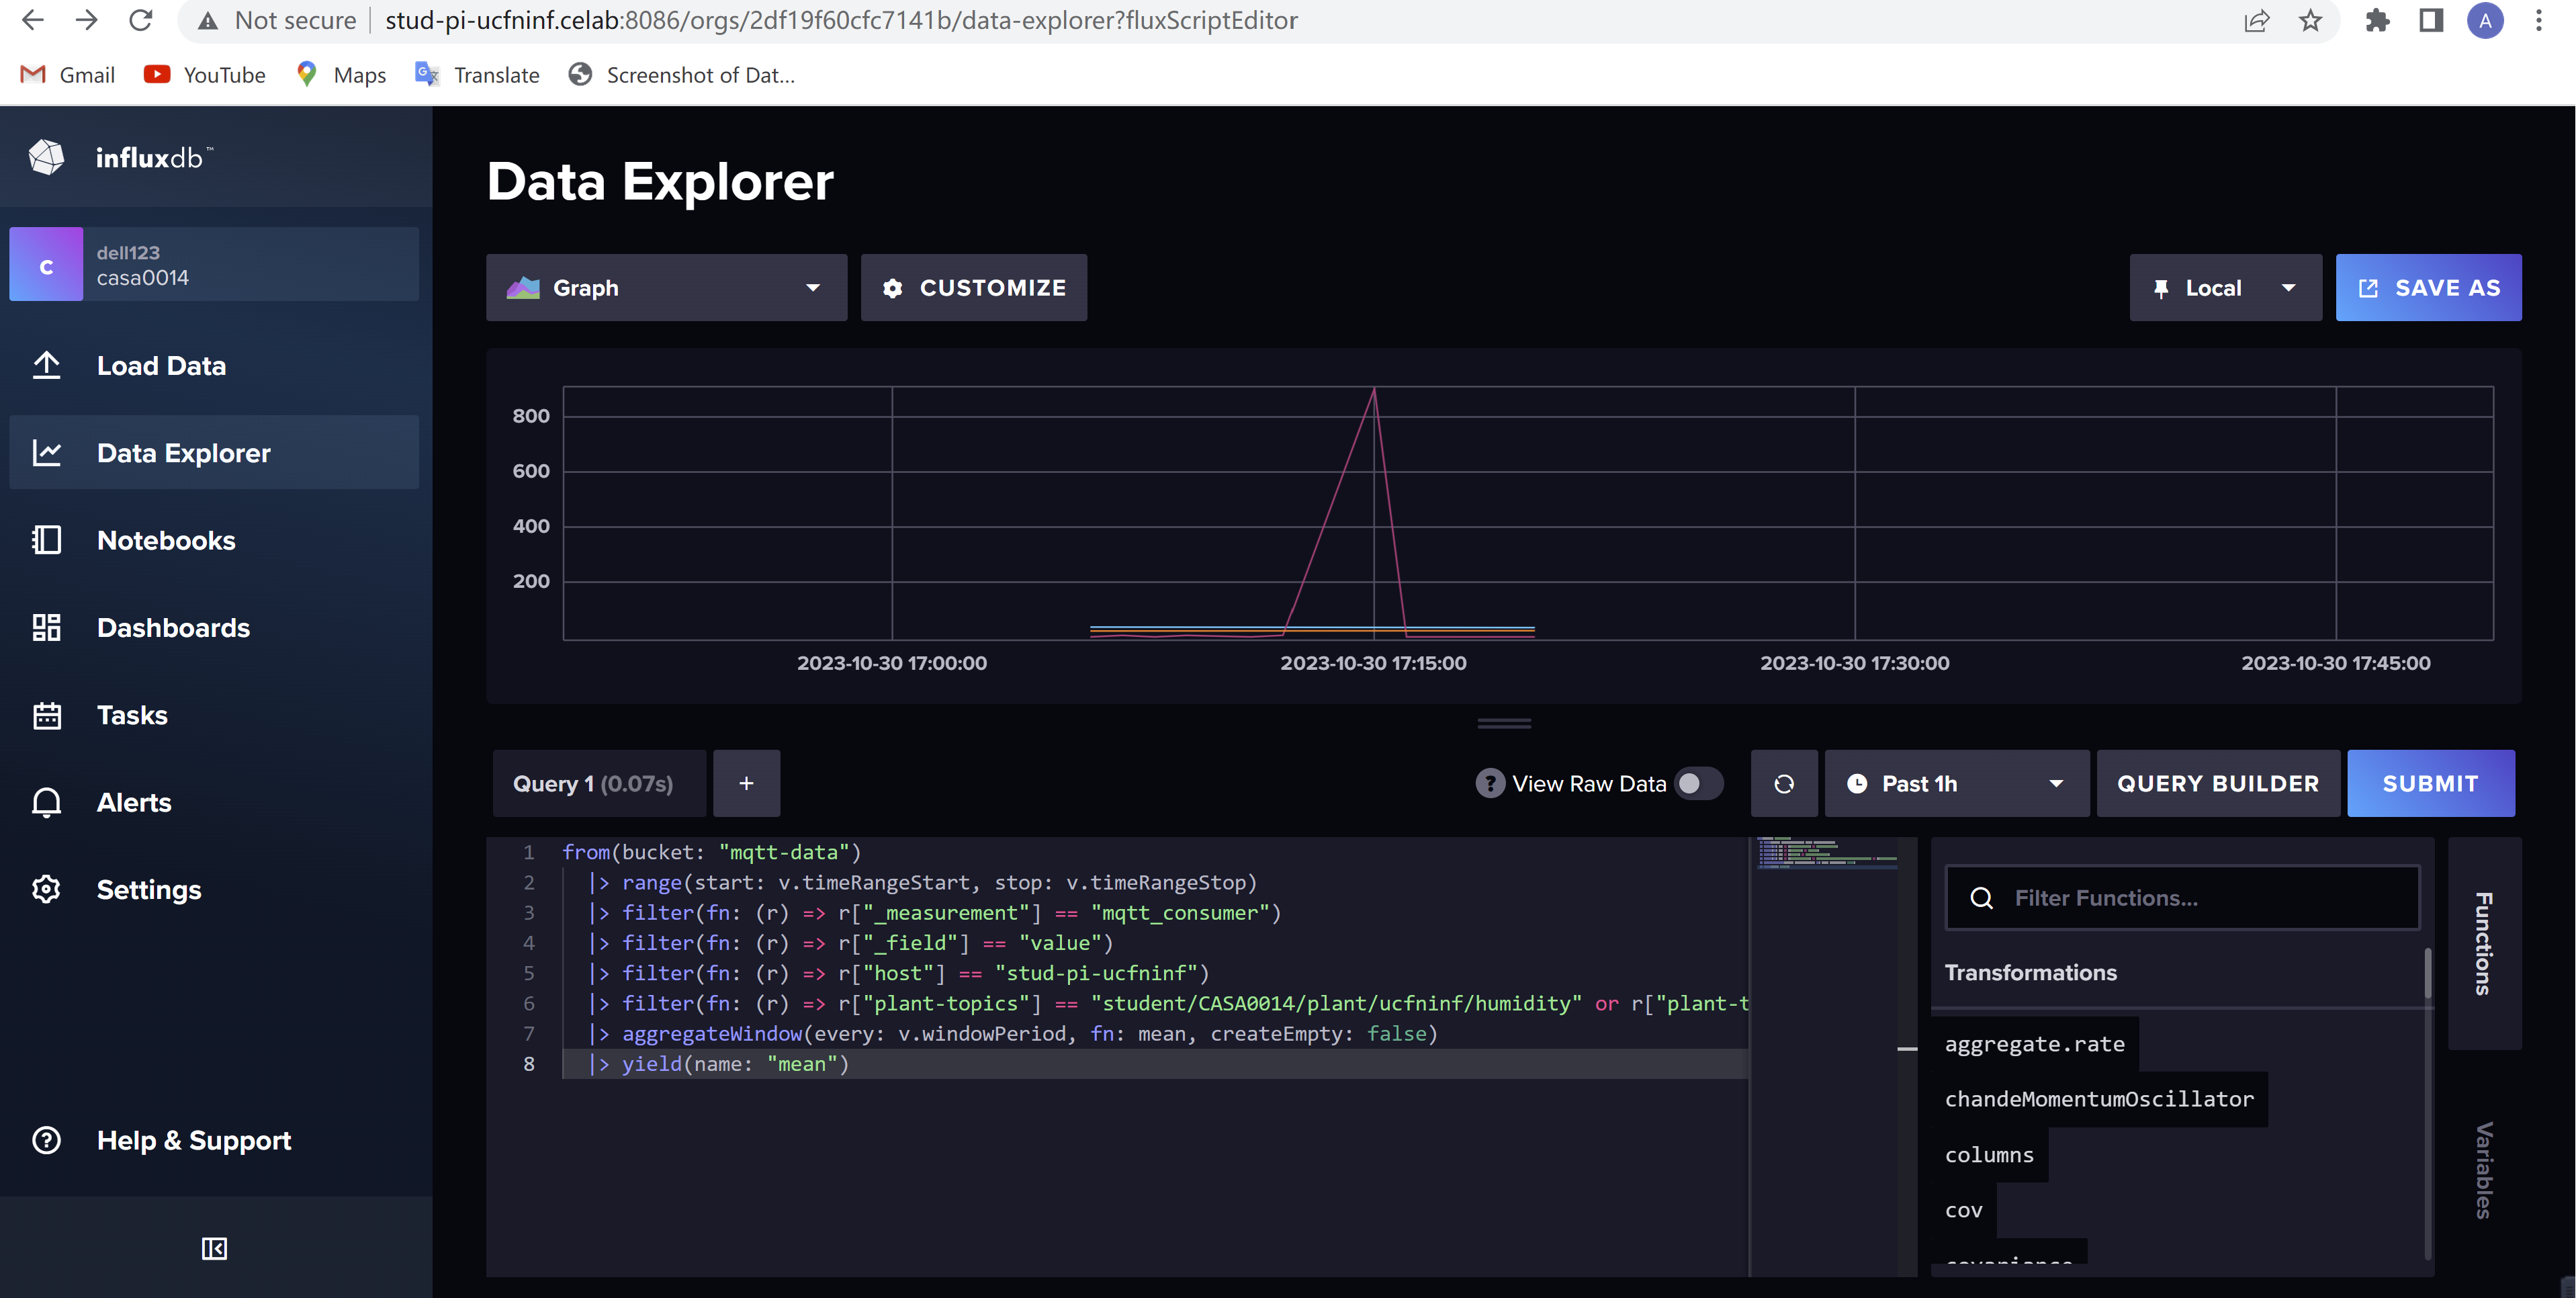 Not secure stud-pi-ucfninf.celab:8086/orgs/2df19f60cfc7141b/data-explorer?fluxScriptEditor A
Gmail YouTube Maps Translate Screenshot of Dat...
influxdb™
c dell123
casa0014
Load Data
Data Explorer
Notebooks
Dashboards
Tasks
Alerts
Settings
Help & Support
Data Explorer
Graph CUSTOMIZE Local SAVE AS
800
600
400
200
2023-10-30 17:00:00 2023-10-30 17:15:00 2023-10-30 17:30:00 2023-10-30 17:45:00
Query 1 (0.07s) + ? View Raw Data Past 1h QUERY BUILDER SUBMIT
1 from(bucket: "mqtt-data")
2 |> range(start: v.timeRangeStart, stop: v.timeRangeStop)
3 |> filter(fn: (r) => r["_measurement"] == "mqtt_consumer")
4 |> filter(fn: (r) => r["_field"] == "value")
5 |> filter(fn: (r) => r["host"] == "stud-pi-ucfninf")
6 |> filter(fn: (r) => r["plant-topics"] == "student/CASA0014/plant/ucfninf/humidity" or r["plant-t
7 |> aggregateWindow(every: v.windowPeriod, fn: mean, createEmpty: false)
8 |> yield(name: "mean")
Filter Functions...
Transformations
aggregate.rate
chandeMomentumOscillator
columns
cov
covariance
Functions
Variables